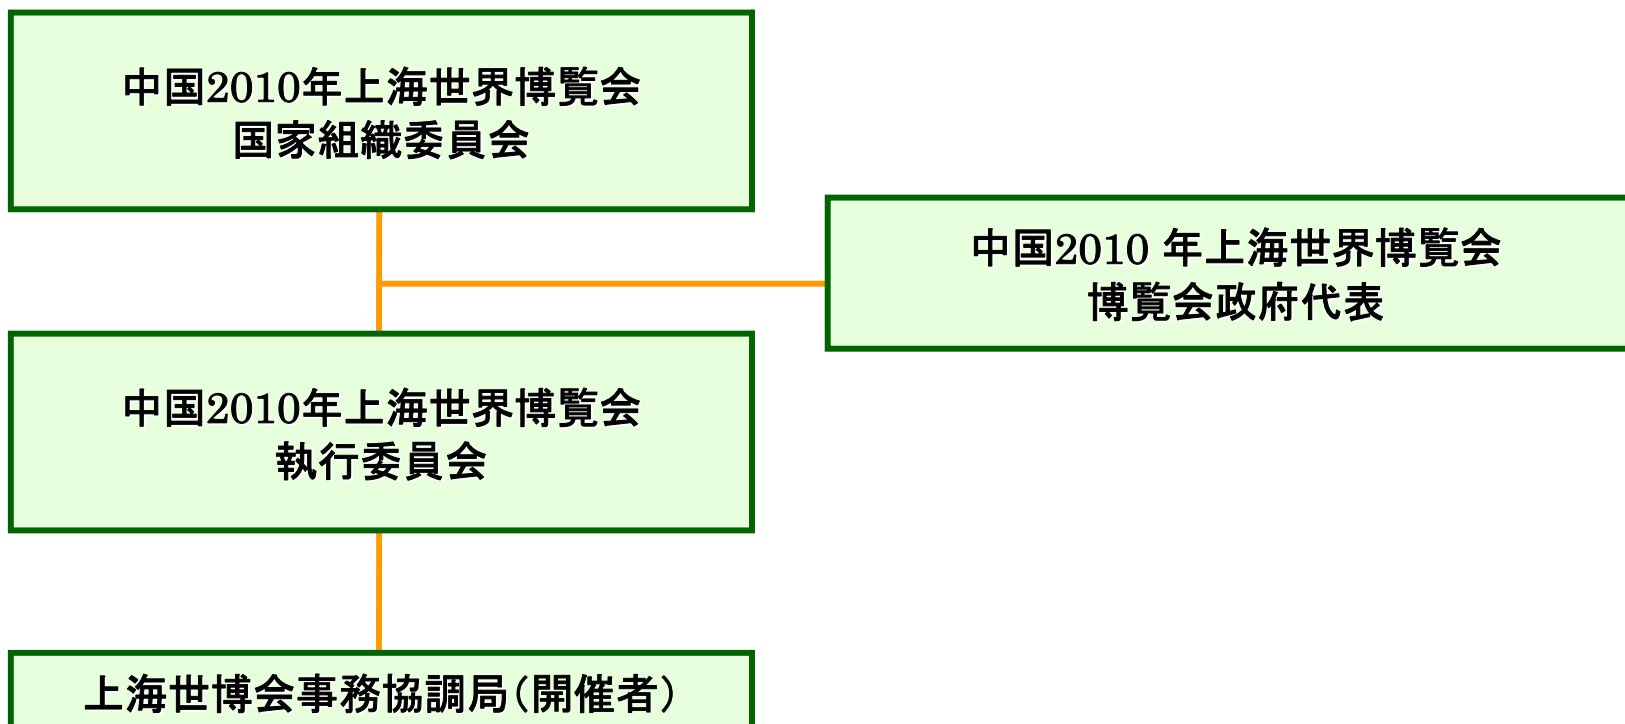 中国2010年上海世界博覧会
国家組織委員会
中国2010 年上海世界博覧会
博覧会政府代表
中国2010年上海世界博覧会
執行委員会
上海世博会事務協調局(開催者)